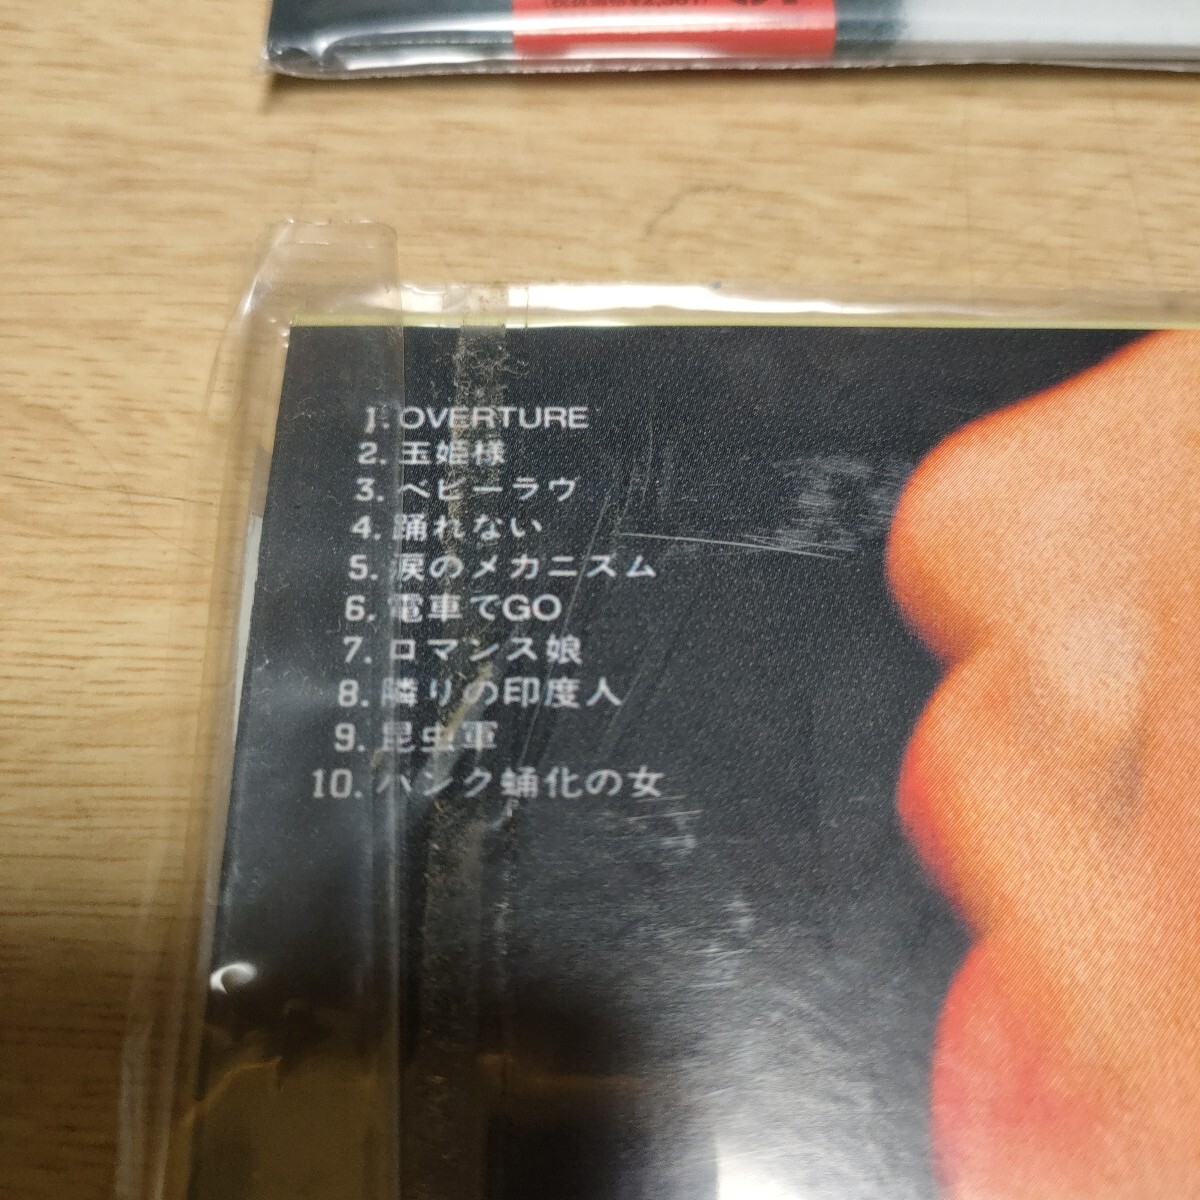 1. OVERTURE
2. 玉姫様
3. ベビーラヴ
4. 踊れない
5. 涙のメカニズム
6. 電車でGO
7. ロマンス娘
8. 隣りの印度人
9. 昆虫軍
10. パンク蛹化の女